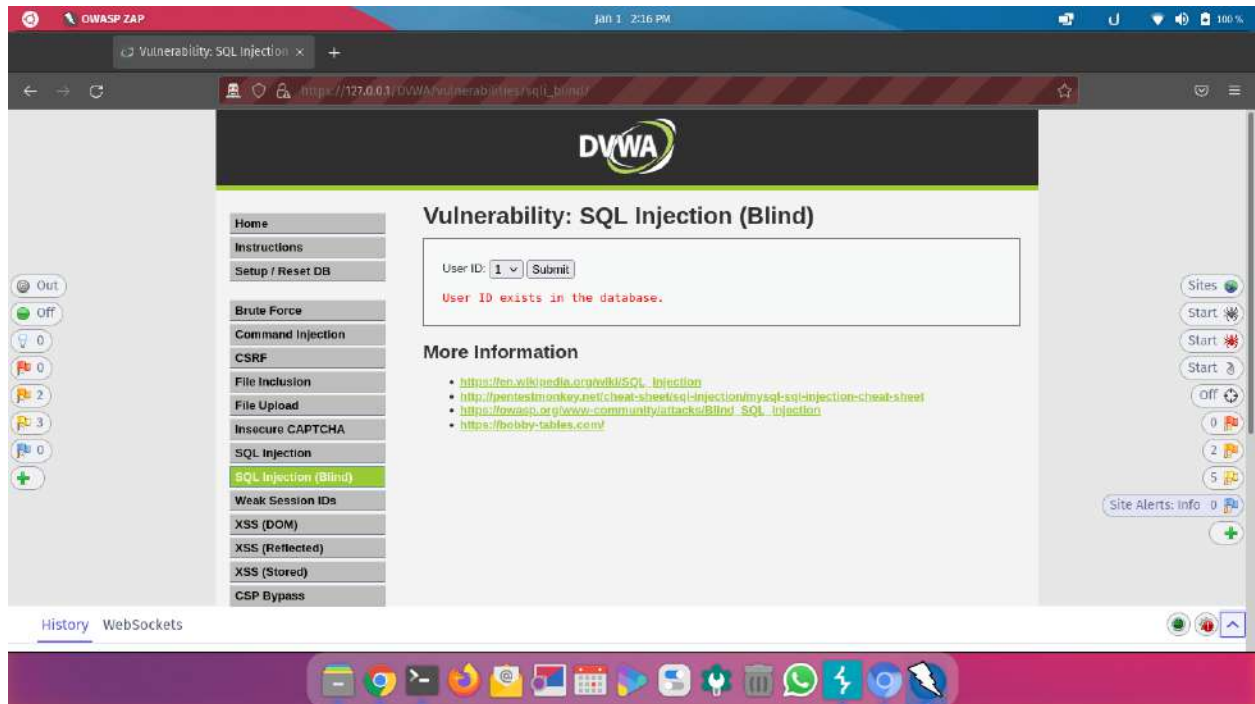 OWASP ZAP Jan 1 2:16 PM 100 %
Vulnerability: SQL Injection
https://127.0.0.1/DVWA/vulnerabilities/sqli_blind/
DVWA
Home
Instructions
Setup / Reset DB
Brute Force
Command Injection
CSRF
File Inclusion
File Upload
Insecure CAPTCHA
SQL Injection
SQL Injection (Blind)
Weak Session IDs
XSS (DOM)
XSS (Reflected)
XSS (Stored)
CSP Bypass
Vulnerability: SQL Injection (Blind)
User ID: 1 Submit
User ID exists in the database.
More Information
https://en.wikipedia.org/wiki/SQL_injection
http://pentestmonkey.net/cheat-sheet/sql-injection/mysql-sql-injection-cheat-sheet
https://owasp.org/www-community/attacks/Blind_SQL_Injection
https://bobby-tables.com/
Out
Off
0
0
2
3
0
Sites
Start
Start
Start
Off
0
2
5
Site Alerts: Info 0
History WebSockets